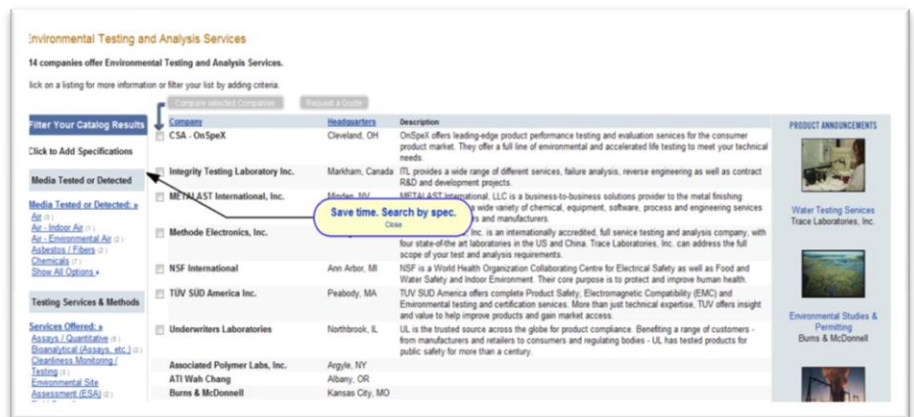 Environmental Testing and Analysis Services
14 companies offer Environmental Testing and Analysis Services.
lick on a listing for more information or filter your list by adding criteria.
Compare selected Companies Request a Quote
Filter Your Catalog Results
Click to Add Specifications
Media Tested or Detected
Media Tested or Detected: »
Air (3)
Air - Indoor Air (1)
Air - Environmental Air (2)
Asbestos / Fibers (2)
Chemicals (7)
Show All Options »
Testing Services & Methods
Services Offered: »
Assays / Quantitative (8)
Bioanalytical (Assays, etc.) (2)
Cleanliness Monitoring /
Testing (3)
Environmental Site
Assessment (ESA) (2)
Company Headquarters Description
CSA - OnSpeX Cleveland, OH OnSpeX offers leading-edge product performance testing and evaluation services for the consumer
product market. They offer a full line of environmental and accelerated life testing to meet your technical
needs.
Integrity Testing Laboratory Inc. Markham, Canada ITL provides a wide range of different services, failure analysis, reverse engineering as well as contract
R&D and development projects.
METALAST International, Inc. Minden, NV METALAST International, LLC is a business-to-business solutions provider to the metal finishing
a wide variety of chemical, equipment, software, process and engineering services
s and manufacturers.
Save time. Search by spec.
Close
Methode Electronics, Inc. Inc. is an internationally accredited, full service testing and analysis company, with
four state-of-the art laboratories in the US and China. Trace Laboratories, Inc. can address the full
scope of your test and analysis requirements.
NSF International Ann Arbor, MI NSF is a World Health Organization Collaborating Centre for Electrical Safety as well as Food and
Water Safety and Indoor Environment. Their core purpose is to protect and improve human health.
TÜV SÜD America Inc. Peabody, MA TUV SUD America offers complete Product Safety, Electromagnetic Compatibility (EMC) and
Environmental testing and certification services. More than just technical expertise, TUV offers insight
and value to help improve products and gain market access.
Underwriters Laboratories Northbrook, IL UL is the trusted source across the globe for product compliance. Benefiting a range of customers -
from manufacturers and retailers to consumers and regulating bodies - UL has tested products for
public safety for more than a century.
Associated Polymer Labs, Inc. Argyle, NY
ATI Wah Chang Albany, OR
Burns & McDonnell Kansas City, MO
PRODUCT ANNOUNCEMENTS
Water Testing Services
Trace Laboratories, Inc.
Environmental Studies &
Permitting
Burns & McDonnell